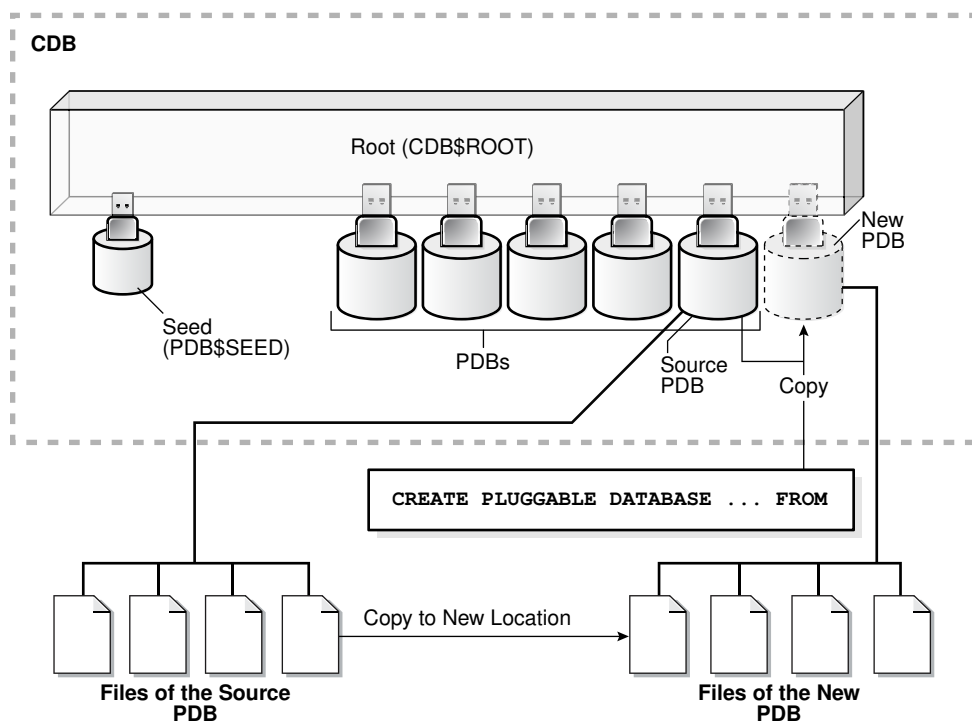 CDB
Root (CDB$ROOT)
New
PDB
Seed
(PDB$SEED)
PDBs
Source
PDB
Copy
CREATE PLUGGABLE DATABASE ... FROM
Copy to New Location
Files of the Source
PDB
Files of the New
PDB